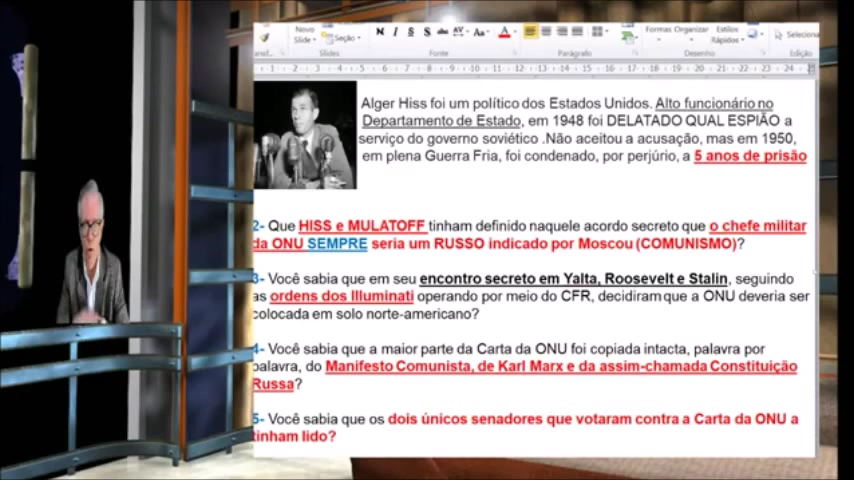 Novo Slide
Seção
Slides
N I S S abc AV Aa A
Fonte
Parágrafo
Formas Organizar Estilos Rápidos
Desenho
Seleciona
Edição
Alger Hiss foi um político dos Estados Unidos. Alto funcionário no
Departamento de Estado, em 1948 foi DELATADO QUAL ESPIÃO a
serviço do governo soviético .Não aceitou a acusação, mas em 1950,
em plena Guerra Fria, foi condenado, por perjúrio, a 5 anos de prisão
2- Que HISS e MULATOFF tinham definido naquele acordo secreto que o chefe militar
da ONU SEMPRE seria um RUSSO indicado por Moscou (COMUNISMO)?
3- Você sabia que em seu encontro secreto em Yalta, Roosevelt e Stalin, seguindo
as ordens dos Illuminati operando por meio do CFR, decidiram que a ONU deveria ser
colocada em solo norte-americano?
4- Você sabia que a maior parte da Carta da ONU foi copiada intacta, palavra por
palavra, do Manifesto Comunista, de Karl Marx e da assim-chamada Constituição
Russa?
5- Você sabia que os dois únicos senadores que votaram contra a Carta da ONU a
tinham lido?